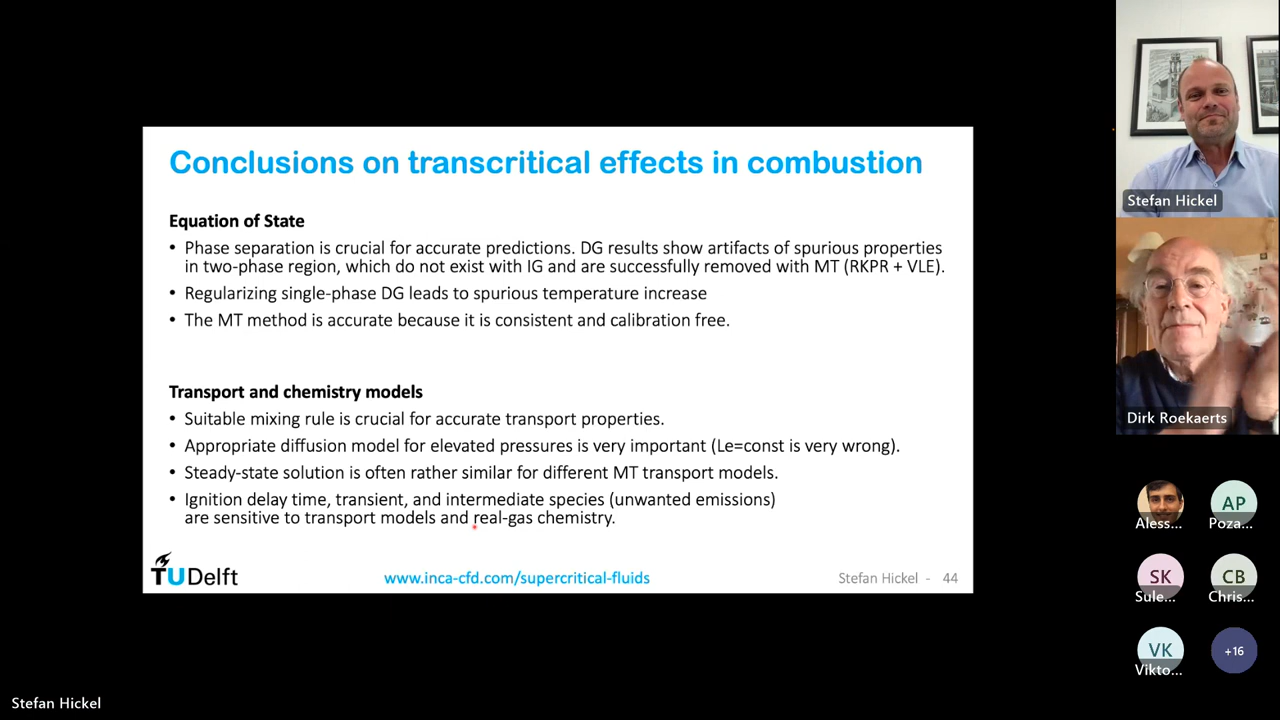 Conclusions on transcritical effects in combustion
Equation of State
• Phase separation is crucial for accurate predictions. DG results show artifacts of spurious properties
in two-phase region, which do not exist with IG and are successfully removed with MT (RKPR + VLE).
• Regularizing single-phase DG leads to spurious temperature increase
• The MT method is accurate because it is consistent and calibration free.
Transport and chemistry models
• Suitable mixing rule is crucial for accurate transport properties.
• Appropriate diffusion model for elevated pressures is very important (Le=const is very wrong).
• Steady-state solution is often rather similar for different MT transport models.
• Ignition delay time, transient, and intermediate species (unwanted emissions)
are sensitive to transport models and real-gas chemistry.
TUDelft
www.inca-cfd.com/supercritical-fluids
Stefan Hickel - 44
Stefan Hickel
Dirk Roekaerts
Aless...
AP
Poza...
SK
Sule...
CB
Chris...
VK
Vikto...
+16
Stefan Hickel